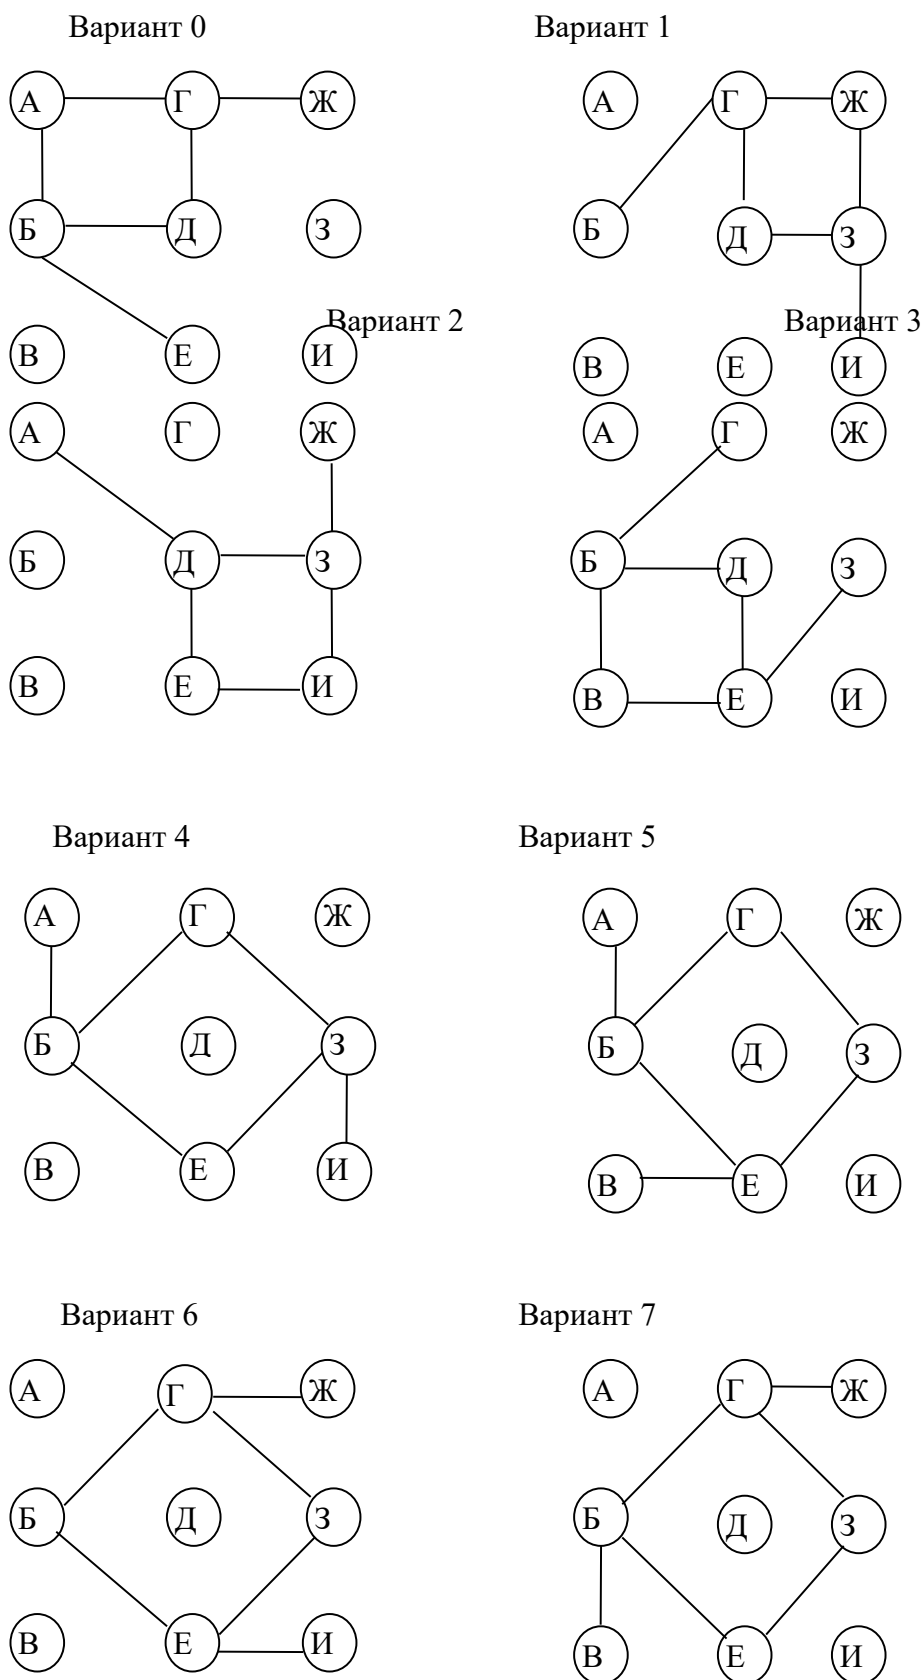 Вариант 0 Вариант 1
А Г Ж А Г Ж
Б Д З Б Д З
Вариант 2 Вариант 3
В Е И В Е И
А Г Ж А Г Ж
Б Д З Б Д З
В Е И В Е И
Вариант 4 Вариант 5
А Г Ж А Г Ж
Б Д З Б Д З
В Е И В Е И
Вариант 6 Вариант 7
А Г Ж А Г Ж
Б Д З Б Д З
В Е И В Е И